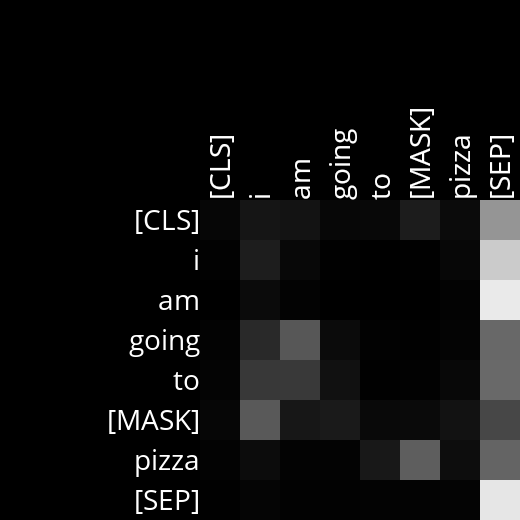 [CLS]
i
am
going
to
[MASK]
pizza
[SEP]
[CLS]
i
am
going
to
[MASK]
pizza
[SEP]